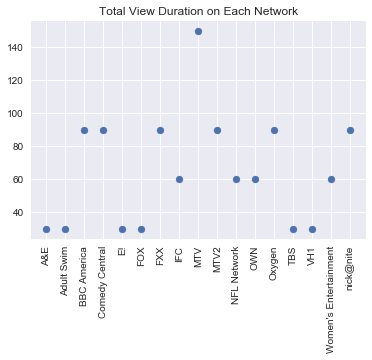 Total View Duration on Each Network
140
120
100
80
60
40
A&E
Adult Swim
BBC America
Comedy Central
E!
FOX
FXX
IFC
MTV
MTV2
NFL Network
OWN
Oxygen
TBS
VH1
Women's Entertainment
nick@nite